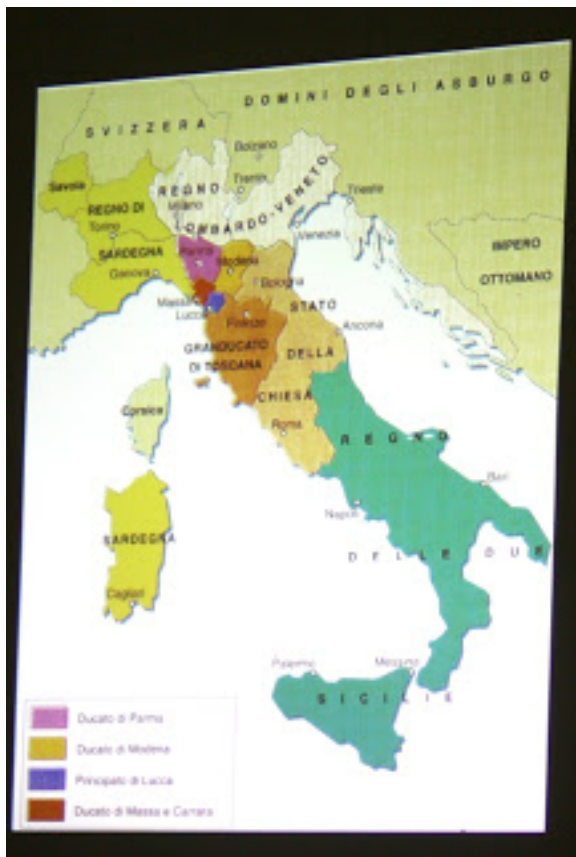 DOMINI DEGLI ASBURGO
SVIZZERA
Bolzano
Savoia
REGNO
Trento
REGNO DI
Milano
LOMBARDO-VENETO
Trieste
Torino
Venezia
IMPERO
SARDEGNA
Parma
Modena
OTTOMANO
Genova
Bologna
Massa
STATO
Lucca
Firenze
Ancona
GRANDUCATO
DELLA
DI TOSCANA
CHIESA
Corsica
Roma
REGNO
Bari
Napoli
SARDEGNA
DELLE DUE
Cagliari
Palermo
Messina
SICILIE
Ducato di Parma
Ducato di Modena
Principato di Lucca
Ducato di Massa e Carrara